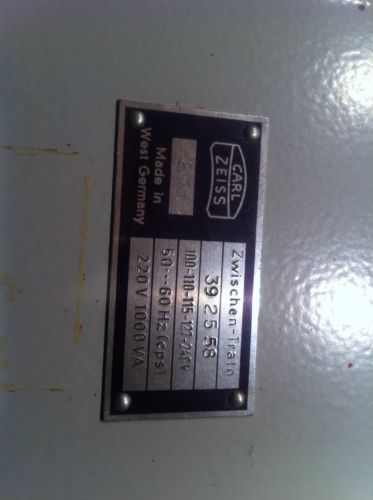 CARL
ZEISS
Made in
West Germany
Zwischen-Trafo
39 25 58
100-110-115-127-240 V
50--60 Hz (cps)
220 V 1000 VA